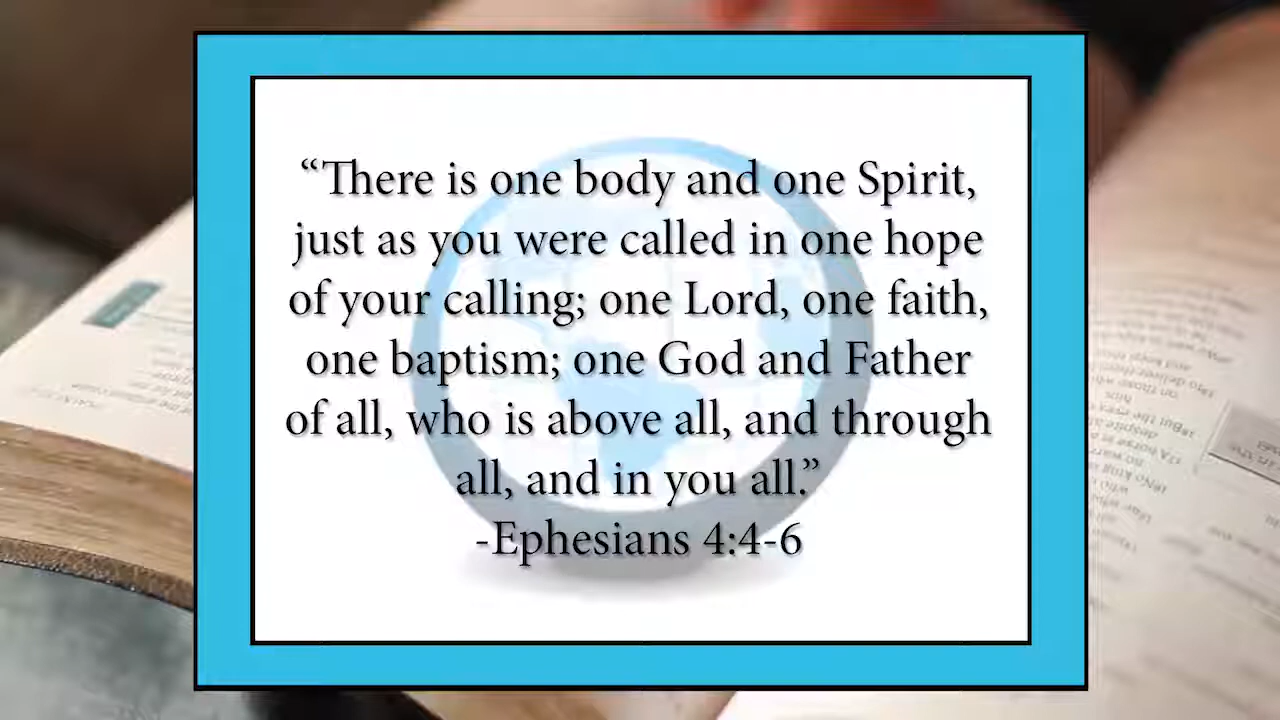 “There is one body and one Spirit,
just as you were called in one hope
of your calling; one Lord, one faith,
one baptism; one God and Father
of all, who is above all, and through
all, and in you all.”
-Ephesians 4:4-6